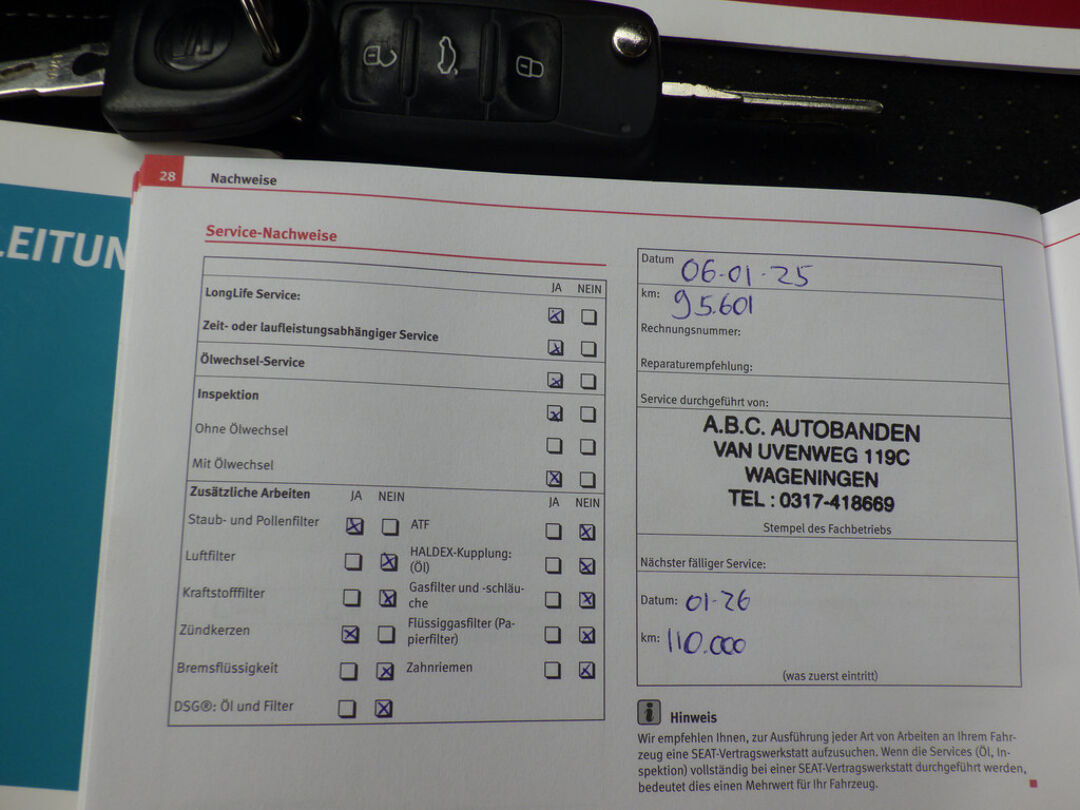 LEITUN
28 Nachweise
Service-Nachweise
JA NEIN
LongLife Service:
Zeit- oder laufleistungsabhängiger Service
Ölwechsel-Service
Inspektion
Ohne Ölwechsel
Mit Ölwechsel
Zusätzliche Arbeiten JA NEIN JA NEIN
Staub- und Pollenfilter ATF
Luftfilter HALDEX-Kupplung:
(Öl)
Kraftstofffilter Gasfilter und -schläu-
che
Zündkerzen Flüssiggasfilter (Pa-
pierfilter)
Bremsflüssigkeit Zahnriemen
DSG®: Öl und Filter
Datum 06-01-25
km: 95.601
Rechnungsnummer:
Reparaturempfehlung:
Service durchgeführt von:
A.B.C. AUTOBANDEN
VAN UVENWEG 119C
WAGENINGEN
TEL : 0317-418669
Stempel des Fachbetriebs
Nächster fälliger Service:
Datum: 01-26
km: 110.000
(was zuerst eintritt)
i Hinweis
Wir empfehlen Ihnen, zur Ausführung jeder Art von Arbeiten an Ihrem Fahr-
zeug eine SEAT-Vertragswerkstatt aufzusuchen. Wenn die Services (Öl, In-
spektion) vollständig bei einer SEAT-Vertragswerkstatt durchgeführt werden,
bedeutet dies einen Mehrwert für Ihr Fahrzeug.